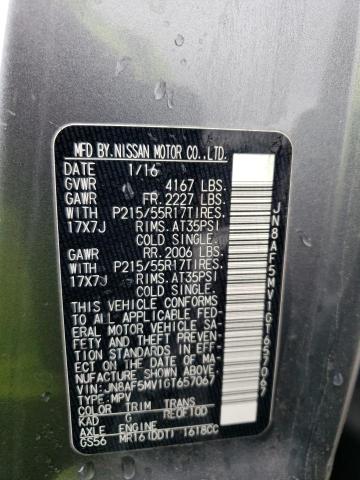 MFD BY.NISSAN MOTOR CO.,LTD.
1/16
GVWR 4167 LBS.
GAWR FR.2227 LBS.
WITH P215/55R17TIRES.
17X7J RIMS.AT35PSI
COLD SINGLE.
GAWR RR.2006 LBS.
WITH P215/55R17TIRES.
17X7J RIMS.AT35PSI
COLD SINGLE.
THIS VEHICLE CONFORMS
TO ALL APPLICABLE FED-
ERAL MOTOR VEHICLE SA-
FETY AND THEFT PREVEN-
TION STANDARDS IN EFF-
ECT ON THE DATE OF MA-
NUFACTURE SHOWN ABOVE.
VIN:JN8AF5MV1GT657067
TYPE:MPV
COLOR TRIM TRANS
KAD G RE0F10D
AXLE ENGINE
GS56 MR16(DDT) 1618CC
JN8AF5MV1GT657067